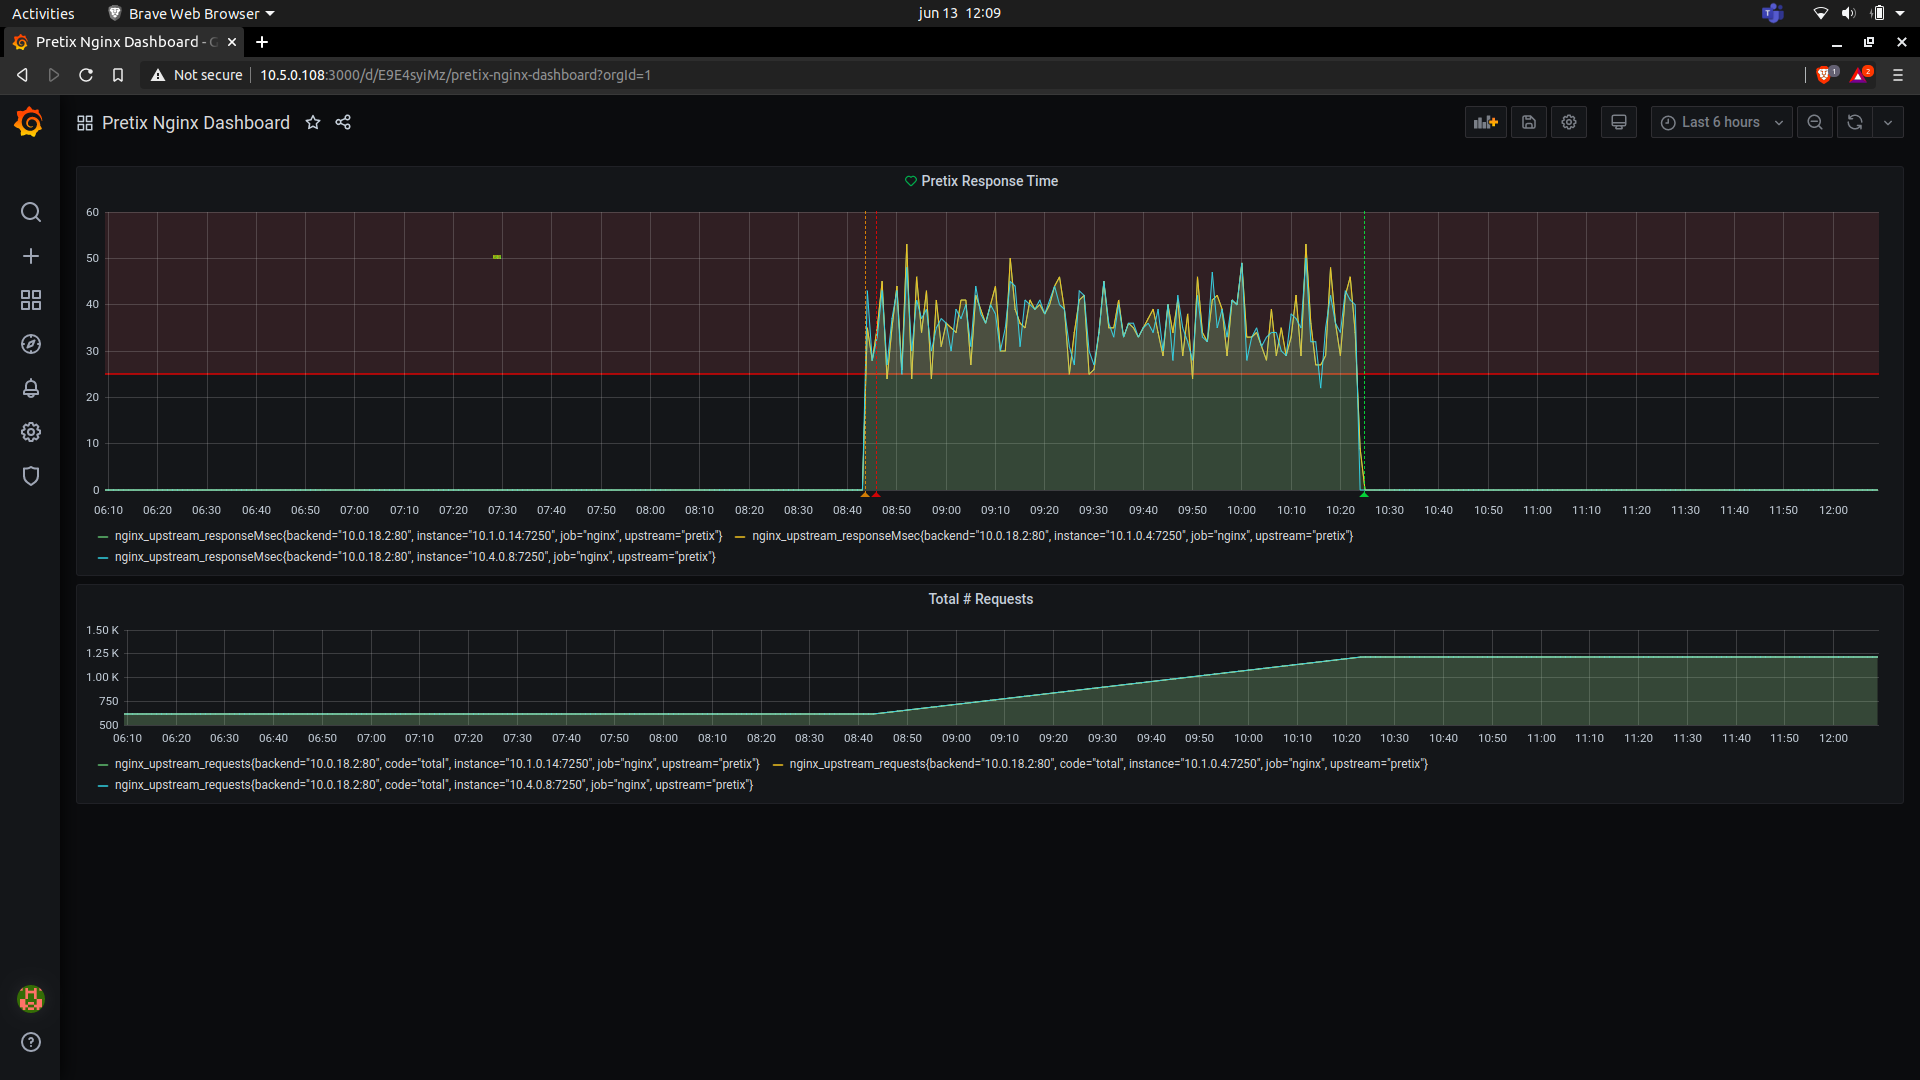 Activities
Brave Web Browser
jun 13 12:09
Pretix Nginx Dashboard - G
Not secure
10.5.0.108:3000/d/E9E4syiMz/pretix-nginx-dashboard?orgId=1
1
2
Pretix Nginx Dashboard
Last 6 hours
Pretix Response Time
60
50
40
30
20
10
0
06:10 06:20 06:30 06:40 06:50 07:00 07:10 07:20 07:30 07:40 07:50 08:00 08:10 08:20 08:30 08:40 08:50 09:00 09:10 09:20 09:30 09:40 09:50 10:00 10:10 10:20 10:30 10:40 10:50 11:00 11:10 11:20 11:30 11:40 11:50 12:00
nginx_upstream_responseMsec{backend="10.0.18.2:80", instance="10.1.0.14:7250", job="nginx", upstream="pretix"} nginx_upstream_responseMsec{backend="10.0.18.2:80", instance="10.1.0.4:7250", job="nginx", upstream="pretix"}
nginx_upstream_responseMsec{backend="10.0.18.2:80", instance="10.4.0.8:7250", job="nginx", upstream="pretix"}
Total # Requests
1.50 K
1.25 K
1.00 K
750
500
06:10 06:20 06:30 06:40 06:50 07:00 07:10 07:20 07:30 07:40 07:50 08:00 08:10 08:20 08:30 08:40 08:50 09:00 09:10 09:20 09:30 09:40 09:50 10:00 10:10 10:20 10:30 10:40 10:50 11:00 11:10 11:20 11:30 11:40 11:50 12:00
nginx_upstream_requests{backend="10.0.18.2:80", code="total", instance="10.1.0.14:7250", job="nginx", upstream="pretix"} nginx_upstream_requests{backend="10.0.18.2:80", code="total", instance="10.1.0.4:7250", job="nginx", upstream="pretix"}
nginx_upstream_requests{backend="10.0.18.2:80", code="total", instance="10.4.0.8:7250", job="nginx", upstream="pretix"}